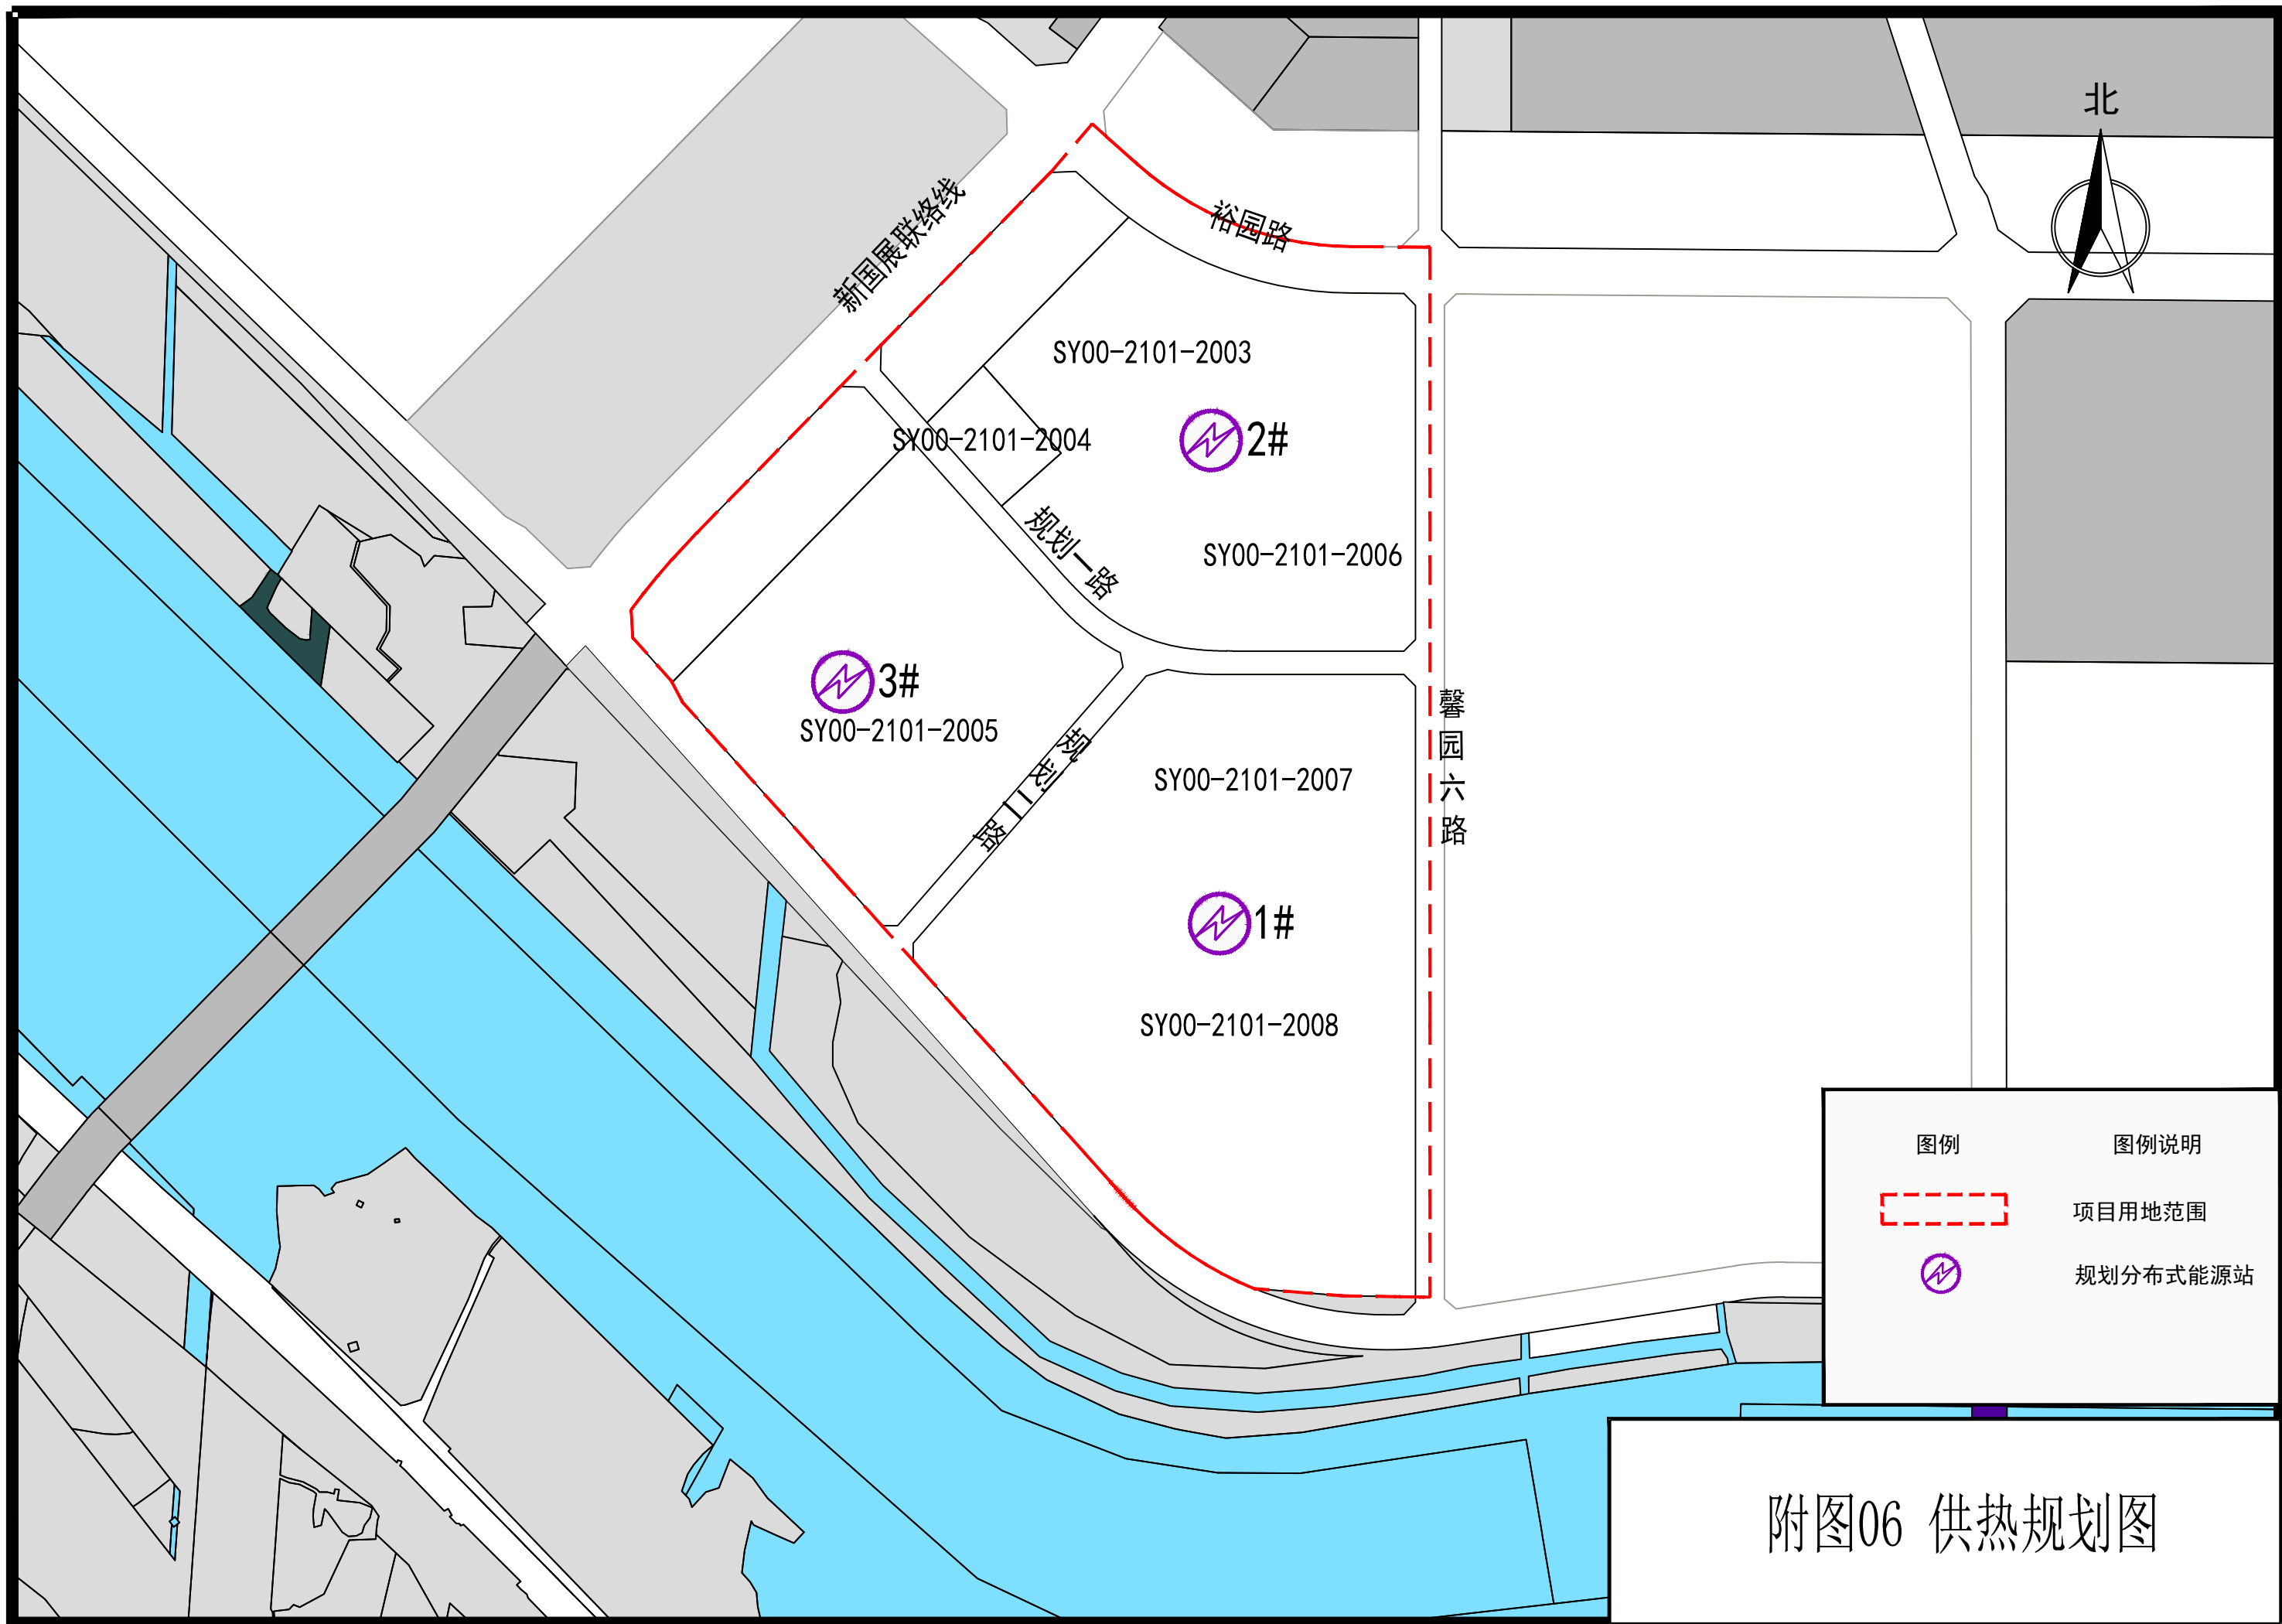 北
新国展联络线
裕园路
SY00-2101-2003
SY00-2101-2004
2#
规划一路
SY00-2101-2006
3#
SY00-2101-2005
规划二路
馨园六路
SY00-2101-2007
1#
SY00-2101-2008
图例 图例说明
项目用地范围
规划分布式能源站
附图06 供热规划图